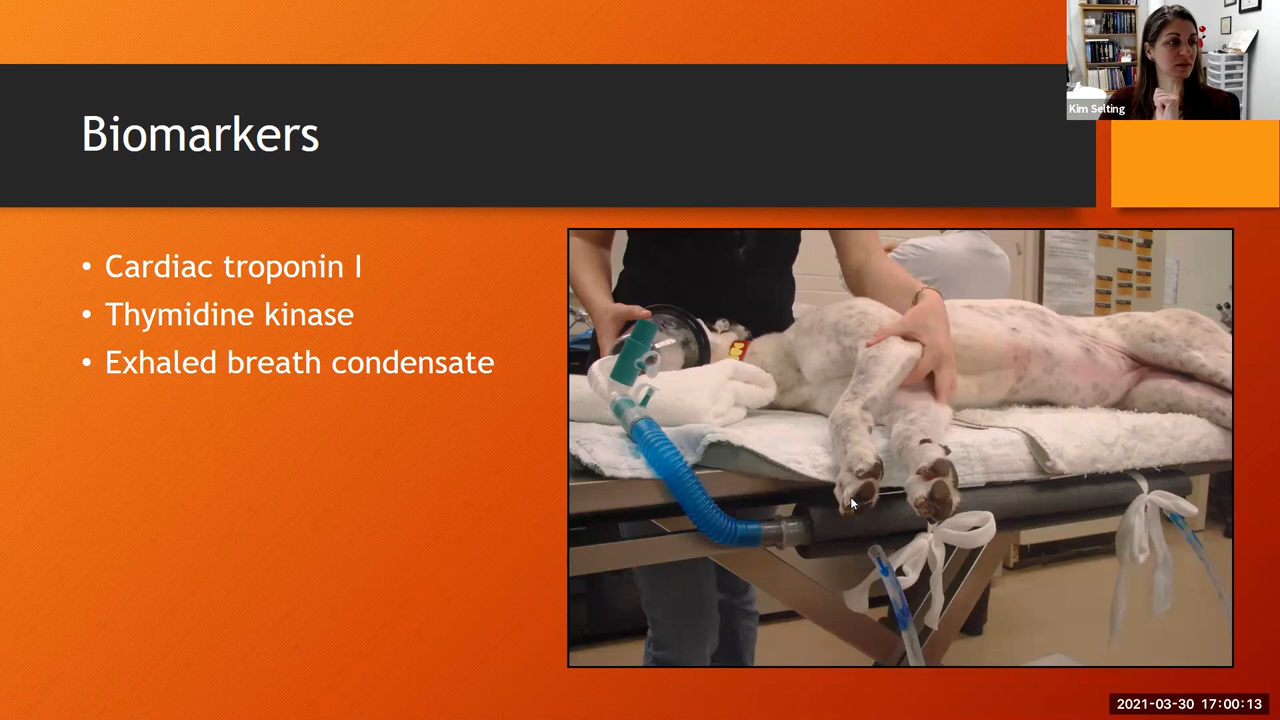 Biomarkers
Kim Selting
• Cardiac troponin I
• Thymidine kinase
• Exhaled breath condensate
2021-03-30 17:00:13